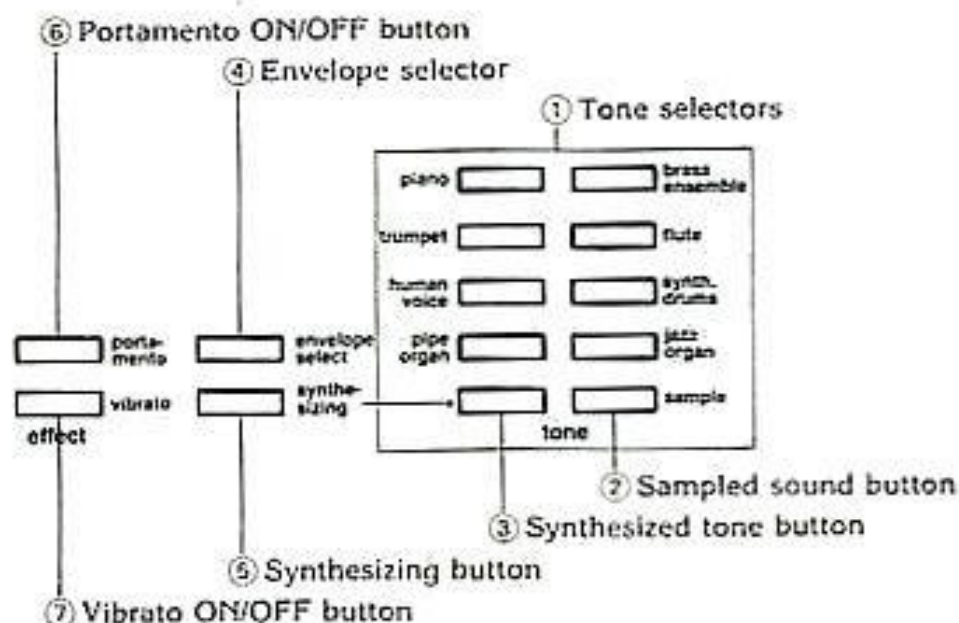 ⑥ Portamento ON/OFF button
④ Envelope selector
① Tone selectors
piano
brass
ensemble
trumpet
flute
human
voice
synth.
drums
pipe
organ
jazz
organ
porta-
mento
envelope
select
vibrato
synthe-
sizing
sample
effect
tone
② Sampled sound button
③ Synthesized tone button
⑤ Synthesizing button
⑦ Vibrato ON/OFF button